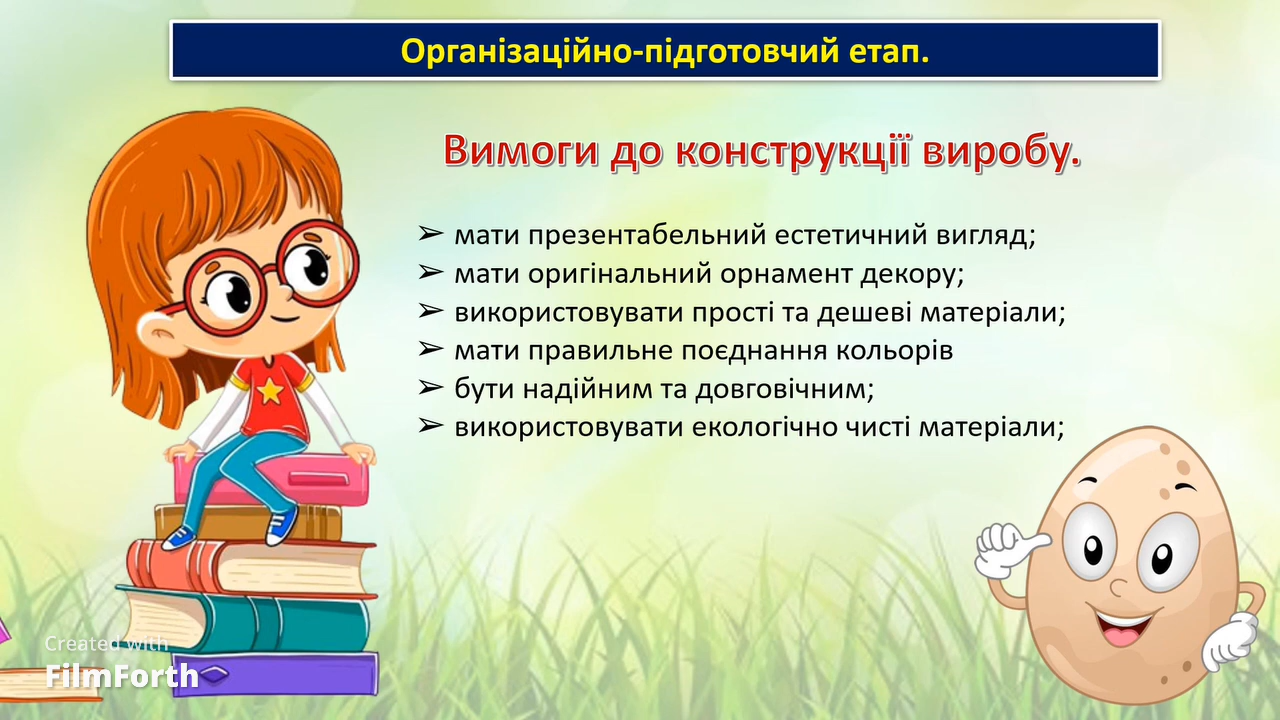 Організаційно-підготовчий етап.
Вимоги до конструкції виробу.
➢ мати презентабельний естетичний вигляд;
➢ мати оригінальний орнамент декору;
➢ використовувати прості та дешеві матеріали;
➢ мати правильне поєднання кольорів
➢ бути надійним та довговічним;
➢ використовувати екологічно чисті матеріали;
Created with
FilmForth